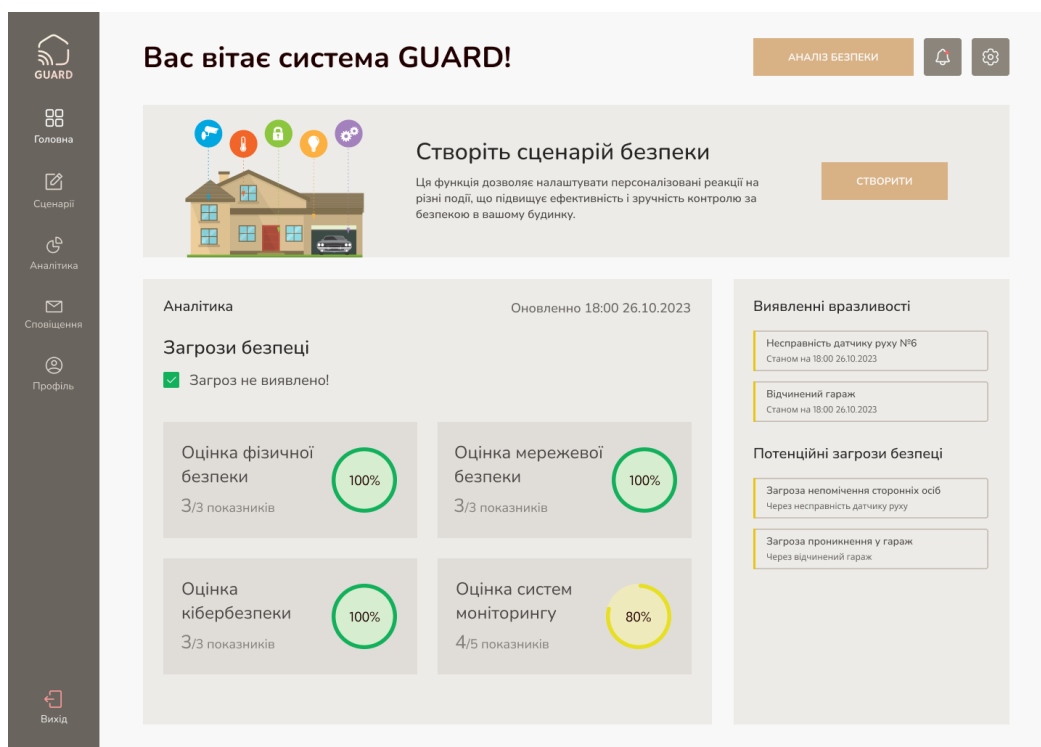 GUARD
Головна
Сценарії
Аналітика
Сповіщення
Профіль
Вихід
Вас вітає система GUARD!
АНАЛІЗ БЕЗПЕКИ
Створіть сценарій безпеки
Ця функція дозволяє налаштувати персоналізовані реакції на
різні події, що підвищує ефективність і зручність контролю за
безпекою в вашому будинку.
СТВОРИТИ
Аналітика
Оновленно 18:00 26.10.2023
Загрози безпеці
Загроз не виявлено!
Оцінка фізичної
безпеки
3/3 показників
100%
Оцінка мережевої
безпеки
3/3 показників
100%
Оцінка
кібербезпеки
3/3 показників
100%
Оцінка систем
моніторингу
4/5 показників
80%
Виявленні вразливості
Несправність датчику руху №6
Станом на 18:00 26.10.2023
Відчинений гараж
Станом на 18:00 26.10.2023
Потенційні загрози безпеці
Загроза непомічення сторонніх осіб
Через несправність датчику руху
Загроза проникнення у гараж
Через відчинений гараж